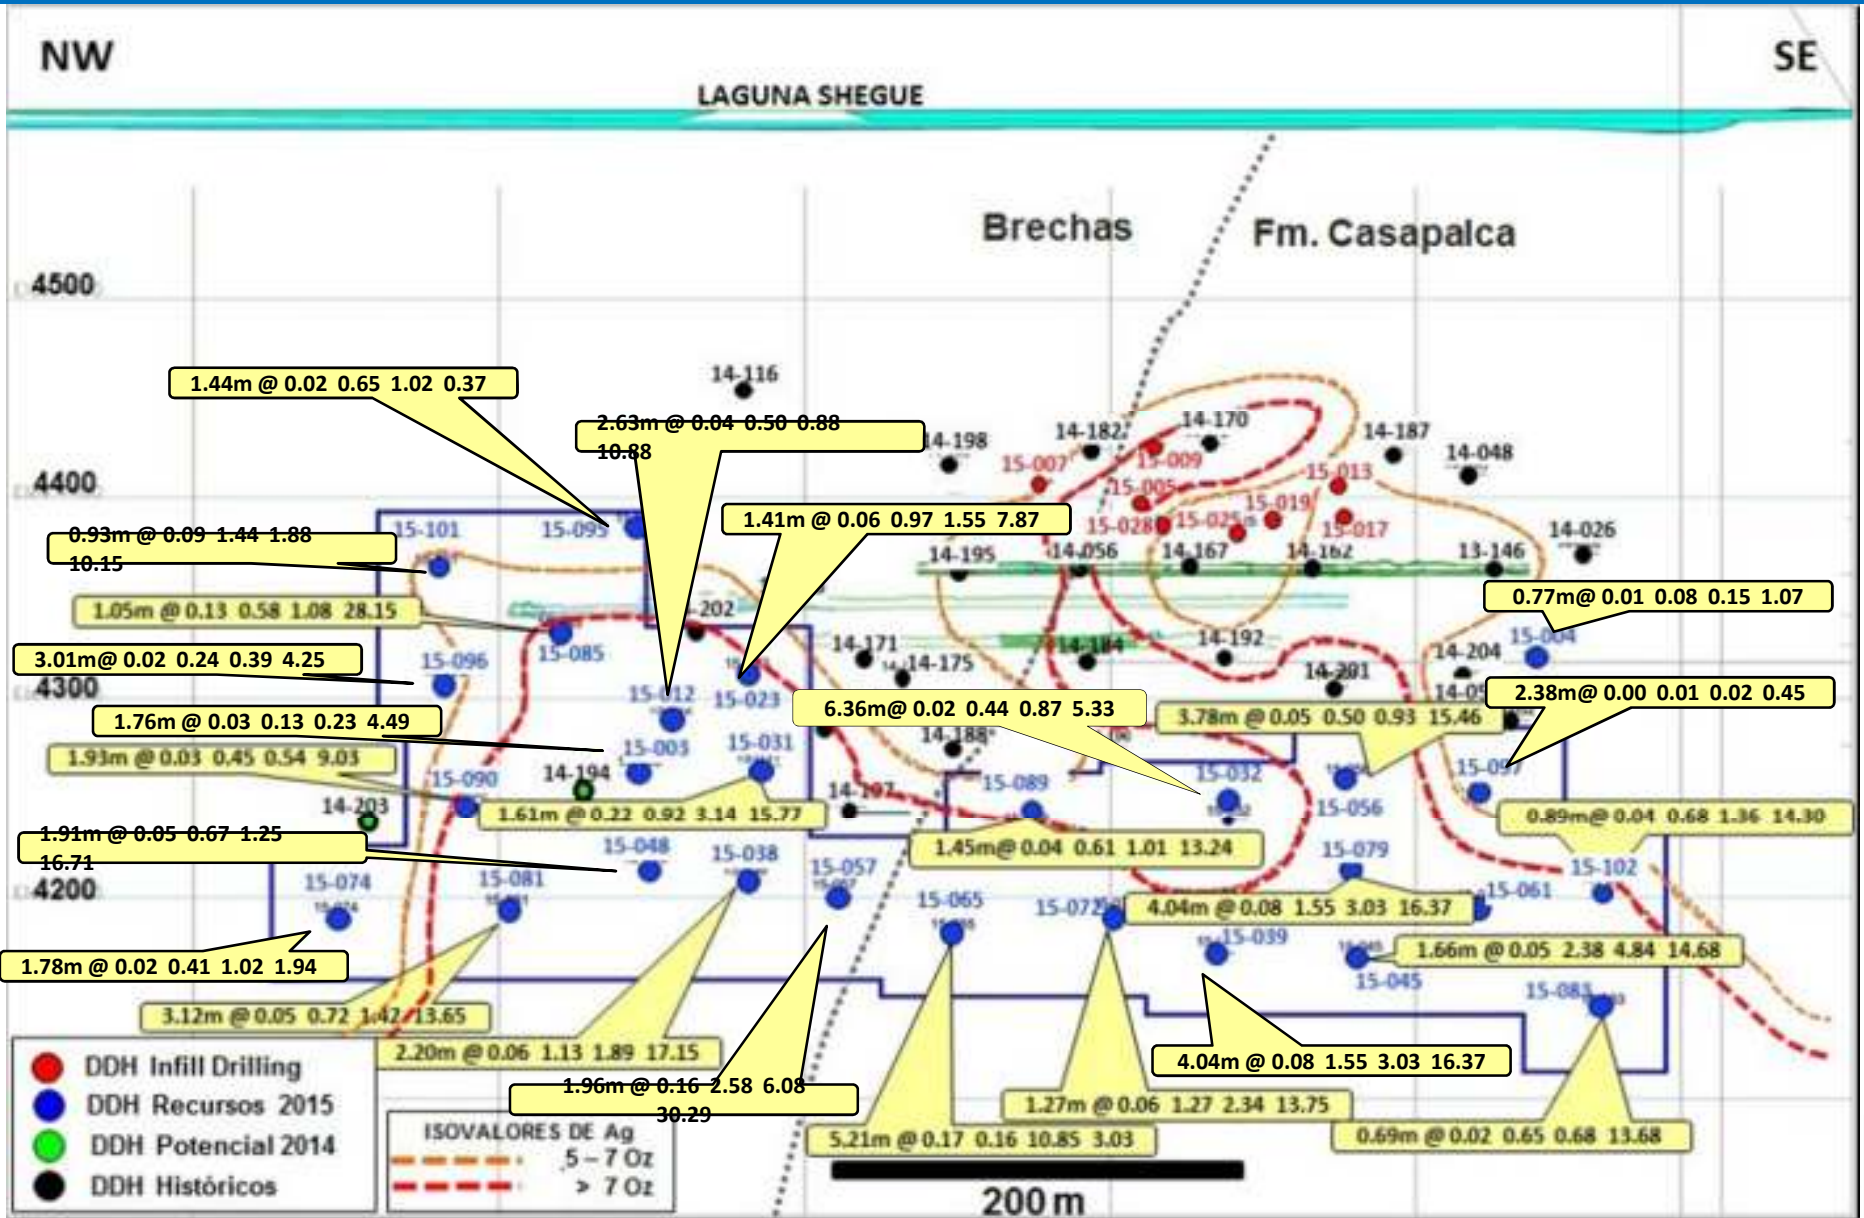 NW
SE
LAGUNA SHEGUE
Brechas
Fm. Casapalca
4500
1.44m @ 0.02 0.65 1.02 0.37
14-116
2.63m @ 0.04 0.50 0.88
10.88
14-198
14-182
14-170
14-187
14-048
15-007
15-009
15-013
4400
15-005
15-019
15-101
15-095
1.41m @ 0.06 0.97 1.55 7.87
15-028
15-025
15-017
14-026
0.93m @ 0.09 1.44 1.88
10.15
14-195
14-056
14-167
14-162
13-146
1.05m @ 0.13 0.58 1.08 28.15
-202
0.77m@ 0.01 0.08 0.15 1.07
15-085
14-171
14-175
14-184
14-192
15-004
3.01m@ 0.02 0.24 0.39 4.25
15-096
14-201
14-204
4300
15-012
15-023
14-05
2.38m@ 0.00 0.01 0.02 0.45
1.76m @ 0.03 0.13 0.23 4.49
6.36m@ 0.02 0.44 0.87 5.33
3.78m @ 0.05 0.50 0.93 15.46
15-003
15-031
14-188
1.93m @ 0.03 0.45 0.54 9.03
15-090
14-194
15-089
15-032
15-097
14-203
1.61m @ 0.22 0.92 3.14 15.77
14-197
15-056
0.89m@ 0.04 0.68 1.36 14.30
1.91m @ 0.05 0.67 1.25
16.71
15-048
15-038
1.45m@ 0.04 0.61 1.01 13.24
15-079
4200
15-074
15-081
15-057
15-102
15-065
15-072
4.04m @ 0.08 1.55 3.03 16.37
15-061
15-039
1.66m @ 0.05 2.38 4.84 14.68
1.78m @ 0.02 0.41 1.02 1.94
15-045
15-083
3.12m @ 0.05 0.72 1.42 13.65
2.20m @ 0.06 1.13 1.89 17.15
4.04m @ 0.08 1.55 3.03 16.37
1.96m @ 0.16 2.58 6.08
30.29
1.27m @ 0.06 1.27 2.34 13.75
5.21m @ 0.17 0.16 10.85 3.03
0.69m @ 0.02 0.65 0.68 13.68
DDH Infill Drilling
DDH Recursos 2015
DDH Potencial 2014
DDH Históricos
ISOVALORES DE Ag
5 – 7 Oz
> 7 Oz
200 m